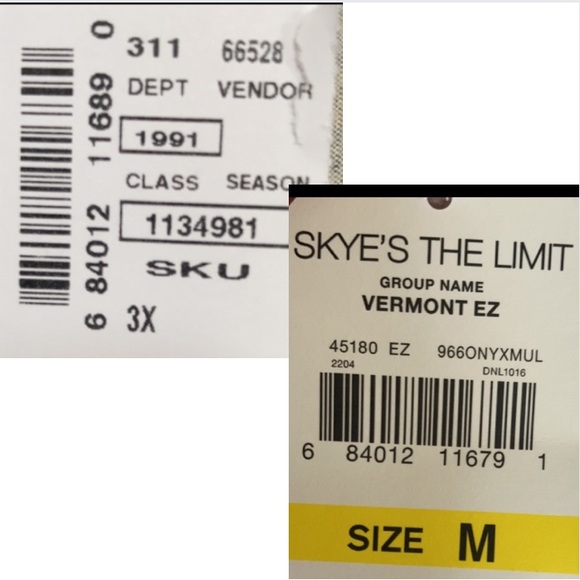 311 66528
DEPT VENDOR
1991
CLASS SEASON
1134981
SKU
3X
6 84012 11689 0
SKYE'S THE LIMIT
GROUP NAME
VERMONT EZ
45180 EZ 966ONYXMUL
2204 DNL1016
6 84012 11679 1
SIZE M